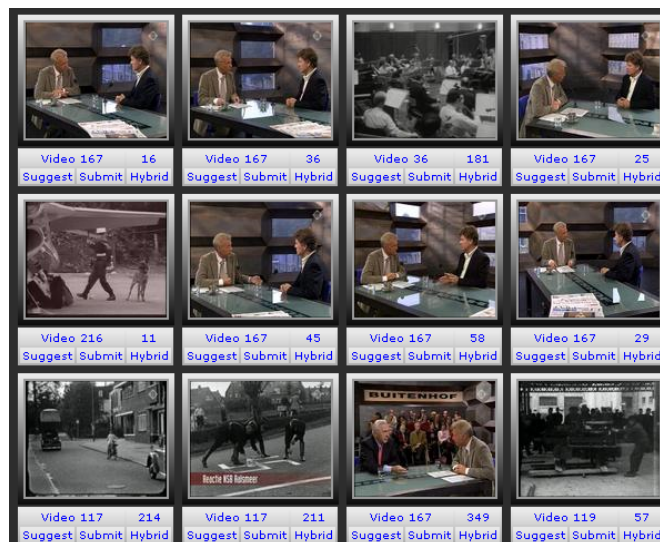 Video 167 16
Suggest Submit Hybrid
Video 167 36
Suggest Submit Hybrid
Video 36 181
Suggest Submit Hybrid
Video 167 25
Suggest Submit Hybrid
Video 216 11
Suggest Submit Hybrid
Video 167 45
Suggest Submit Hybrid
Video 167 58
Suggest Submit Hybrid
Video 167 29
Suggest Submit Hybrid
Video 117 214
Suggest Submit Hybrid
Reactie NSB Aalsmeer
Video 117 211
Suggest Submit Hybrid
BUITENHOF
Video 167 349
Suggest Submit Hybrid
Video 119 57
Suggest Submit Hybrid